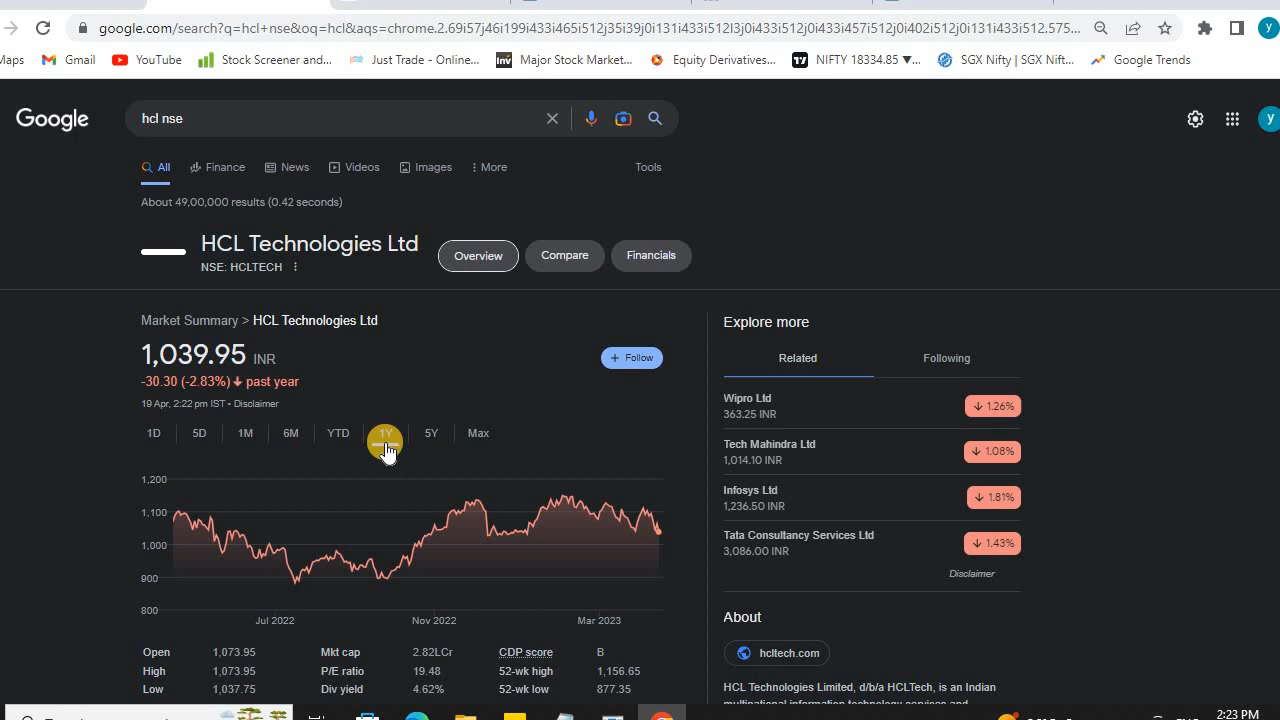 google.com/search?q=hcl+nse&oq=hcl&aqs=chrome.2.69i57j46i199i433i465i512j35i39j0i131i433i512l3j0i433i512j0i433i457i512j0i402i512j0i131i433i512.575...
y
Maps Gmail YouTube Stock Screener and... Just Trade - Online... Major Stock Market... Equity Derivatives... NIFTY 18334.85 ▼... SGX Nifty | SGX Nift... Google Trends
Google hcl nse
y
All Finance News Videos Images More Tools
About 49,00,000 results (0.42 seconds)
HCL Technologies Ltd
NSE: HCLTECH
Overview Compare Financials
Market Summary > HCL Technologies Ltd
1,039.95 INR
+ Follow
-30.30 (-2.83%) ↓ past year
19 Apr, 2:22 pm IST • Disclaimer
1D 5D 1M 6M YTD 1Y 5Y Max
1,200
1,100
1,000
900
800
Jul 2022 Nov 2022 Mar 2023
Open 1,073.95 Mkt cap 2.82LCr CDP score B
High 1,073.95 P/E ratio 19.48 52-wk high 1,156.65
Low 1,037.75 Div yield 4.62% 52-wk low 877.35
Explore more
Related Following
Wipro Ltd
363.25 INR
↓ 1.26%
Tech Mahindra Ltd
1,014.10 INR
↓ 1.08%
Infosys Ltd
1,236.50 INR
↓ 1.81%
Tata Consultancy Services Ltd
3,086.00 INR
↓ 1.43%
Disclaimer
About
hcltech.com
HCL Technologies Limited, d/b/a HCLTech, is an Indian
multinational information technology services and
2:23 PM